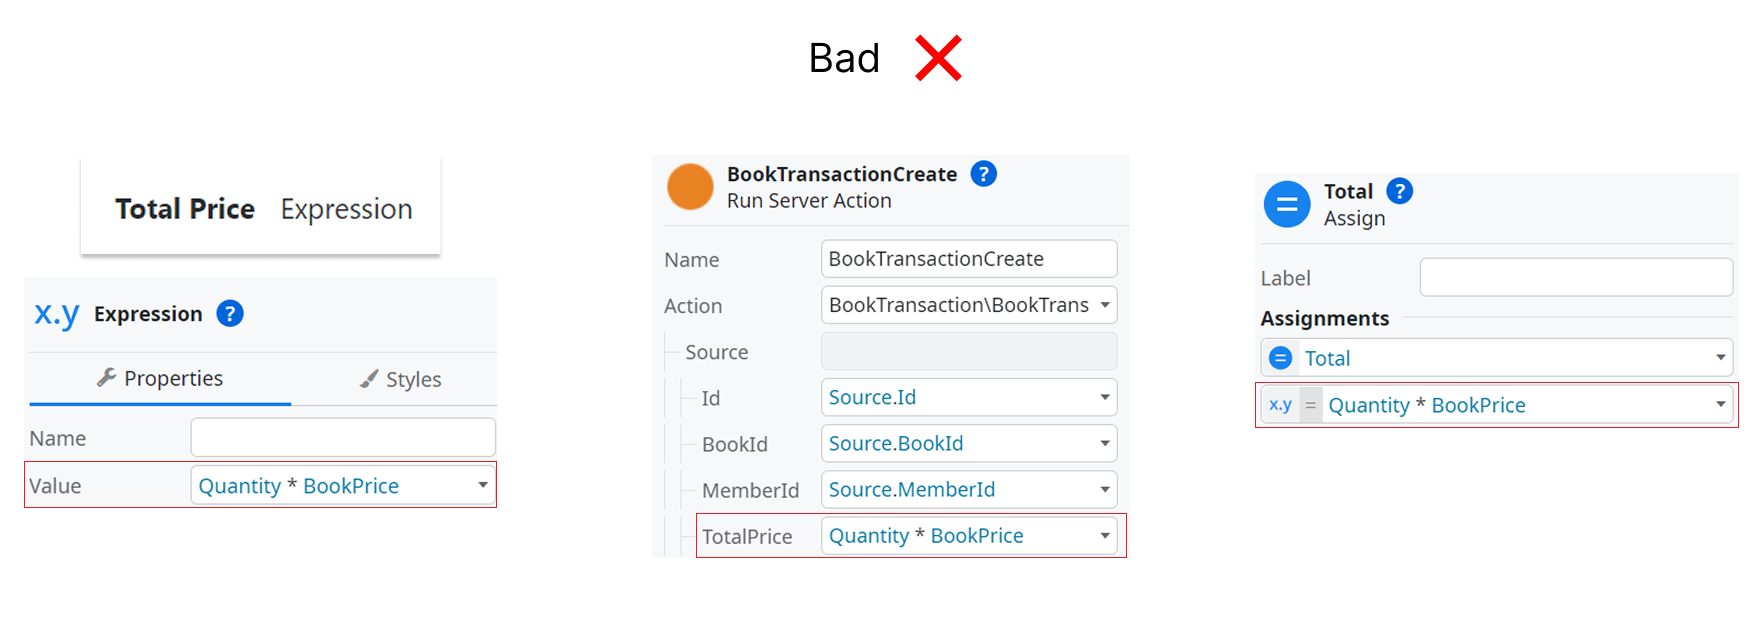 Bad
Total Price Expression
x.y Expression ?
Properties Styles
Name
Value Quantity * BookPrice
BookTransactionCreate ?
Run Server Action
Name BookTransactionCreate
Action BookTransaction\BookTrans
Source
Id Source.Id
BookId Source.BookId
MemberId Source.MemberId
TotalPrice Quantity * BookPrice
= Total ?
Assign
Label
Assignments
= Total
x.y = Quantity * BookPrice